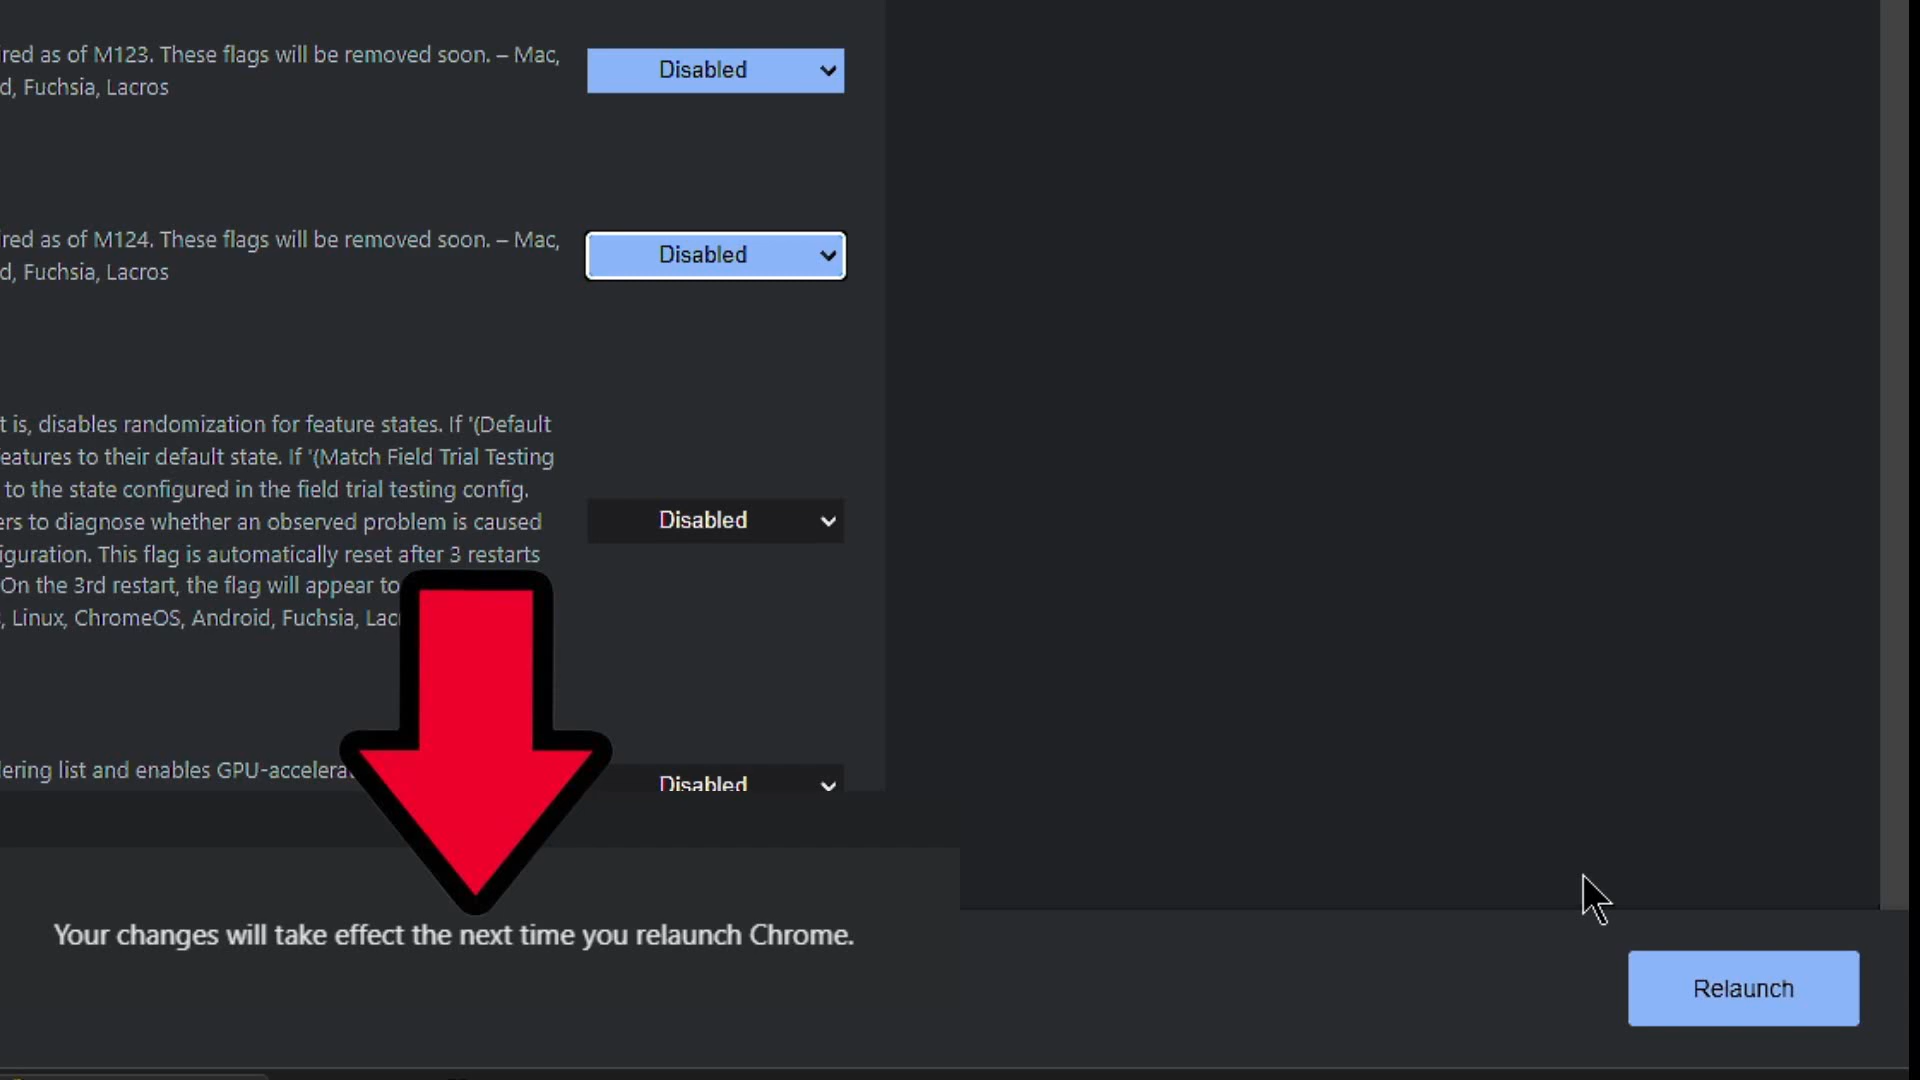 red as of M123. These flags will be removed soon. – Mac,
d, Fuchsia, Lacros
Disabled
red as of M124. These flags will be removed soon. – Mac,
d, Fuchsia, Lacros
Disabled
t is, disables randomization for feature states. If '(Default
eatures to their default state. If '(Match Field Trial Testing
to the state configured in the field trial testing config.
ers to diagnose whether an observed problem is caused
iguration. This flag is automatically reset after 3 restarts
On the 3rd restart, the flag will appear to
, Linux, ChromeOS, Android, Fuchsia, Lac
Disabled
ering list and enables GPU-accelera
Disabled
Your changes will take effect the next time you relaunch Chrome.
Relaunch